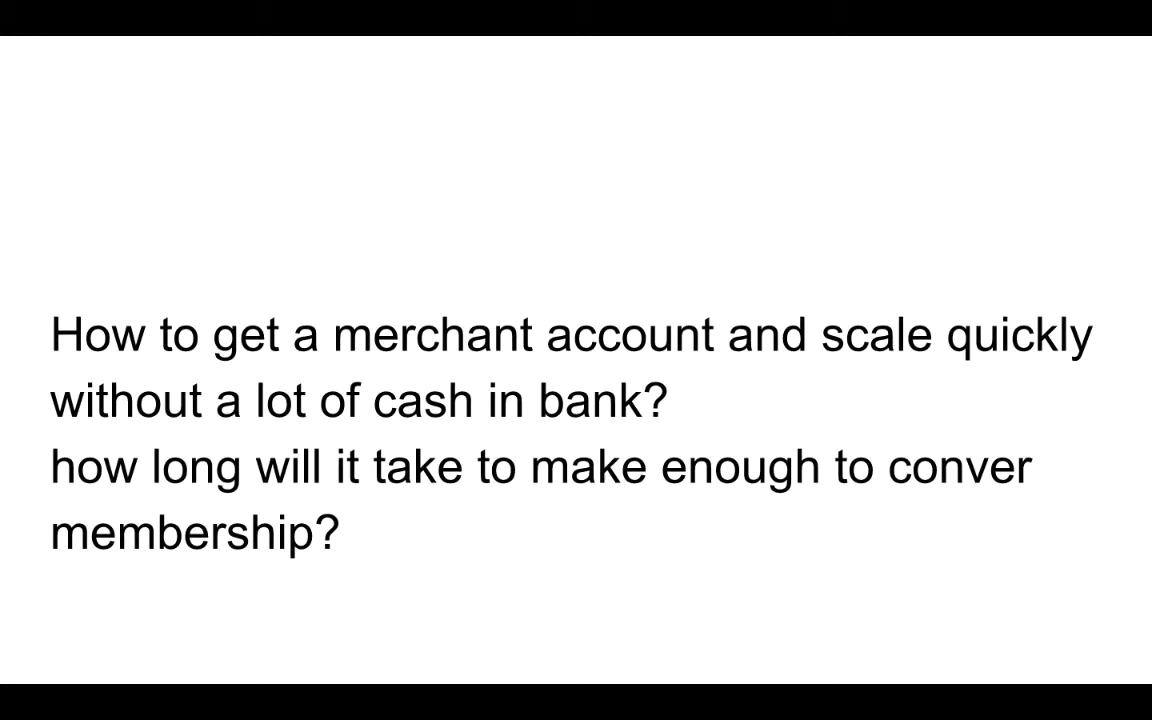 How to get a merchant account and scale quickly
without a lot of cash in bank?
how long will it take to make enough to conver
membership?